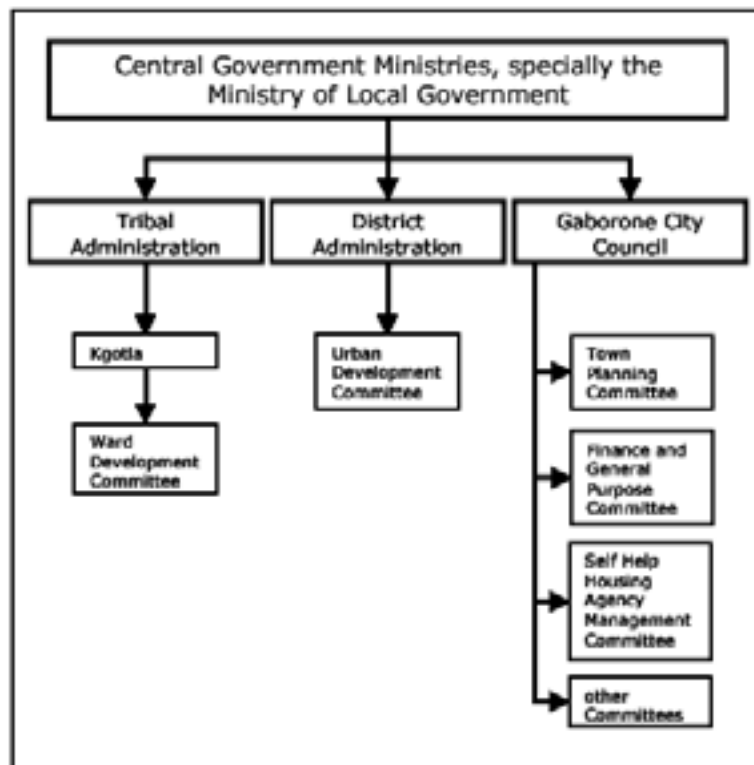 Central Government Ministries, specially the
Ministry of Local Government
Tribal
Administration
District
Administration
Gaborone City
Council
Kgotla
Ward
Development
Committee
Urban
Development
Committee
Town
Planning
Committee
Finance and
General
Purpose
Committee
Self Help
Housing
Agency
Management
Committee
other
Committees